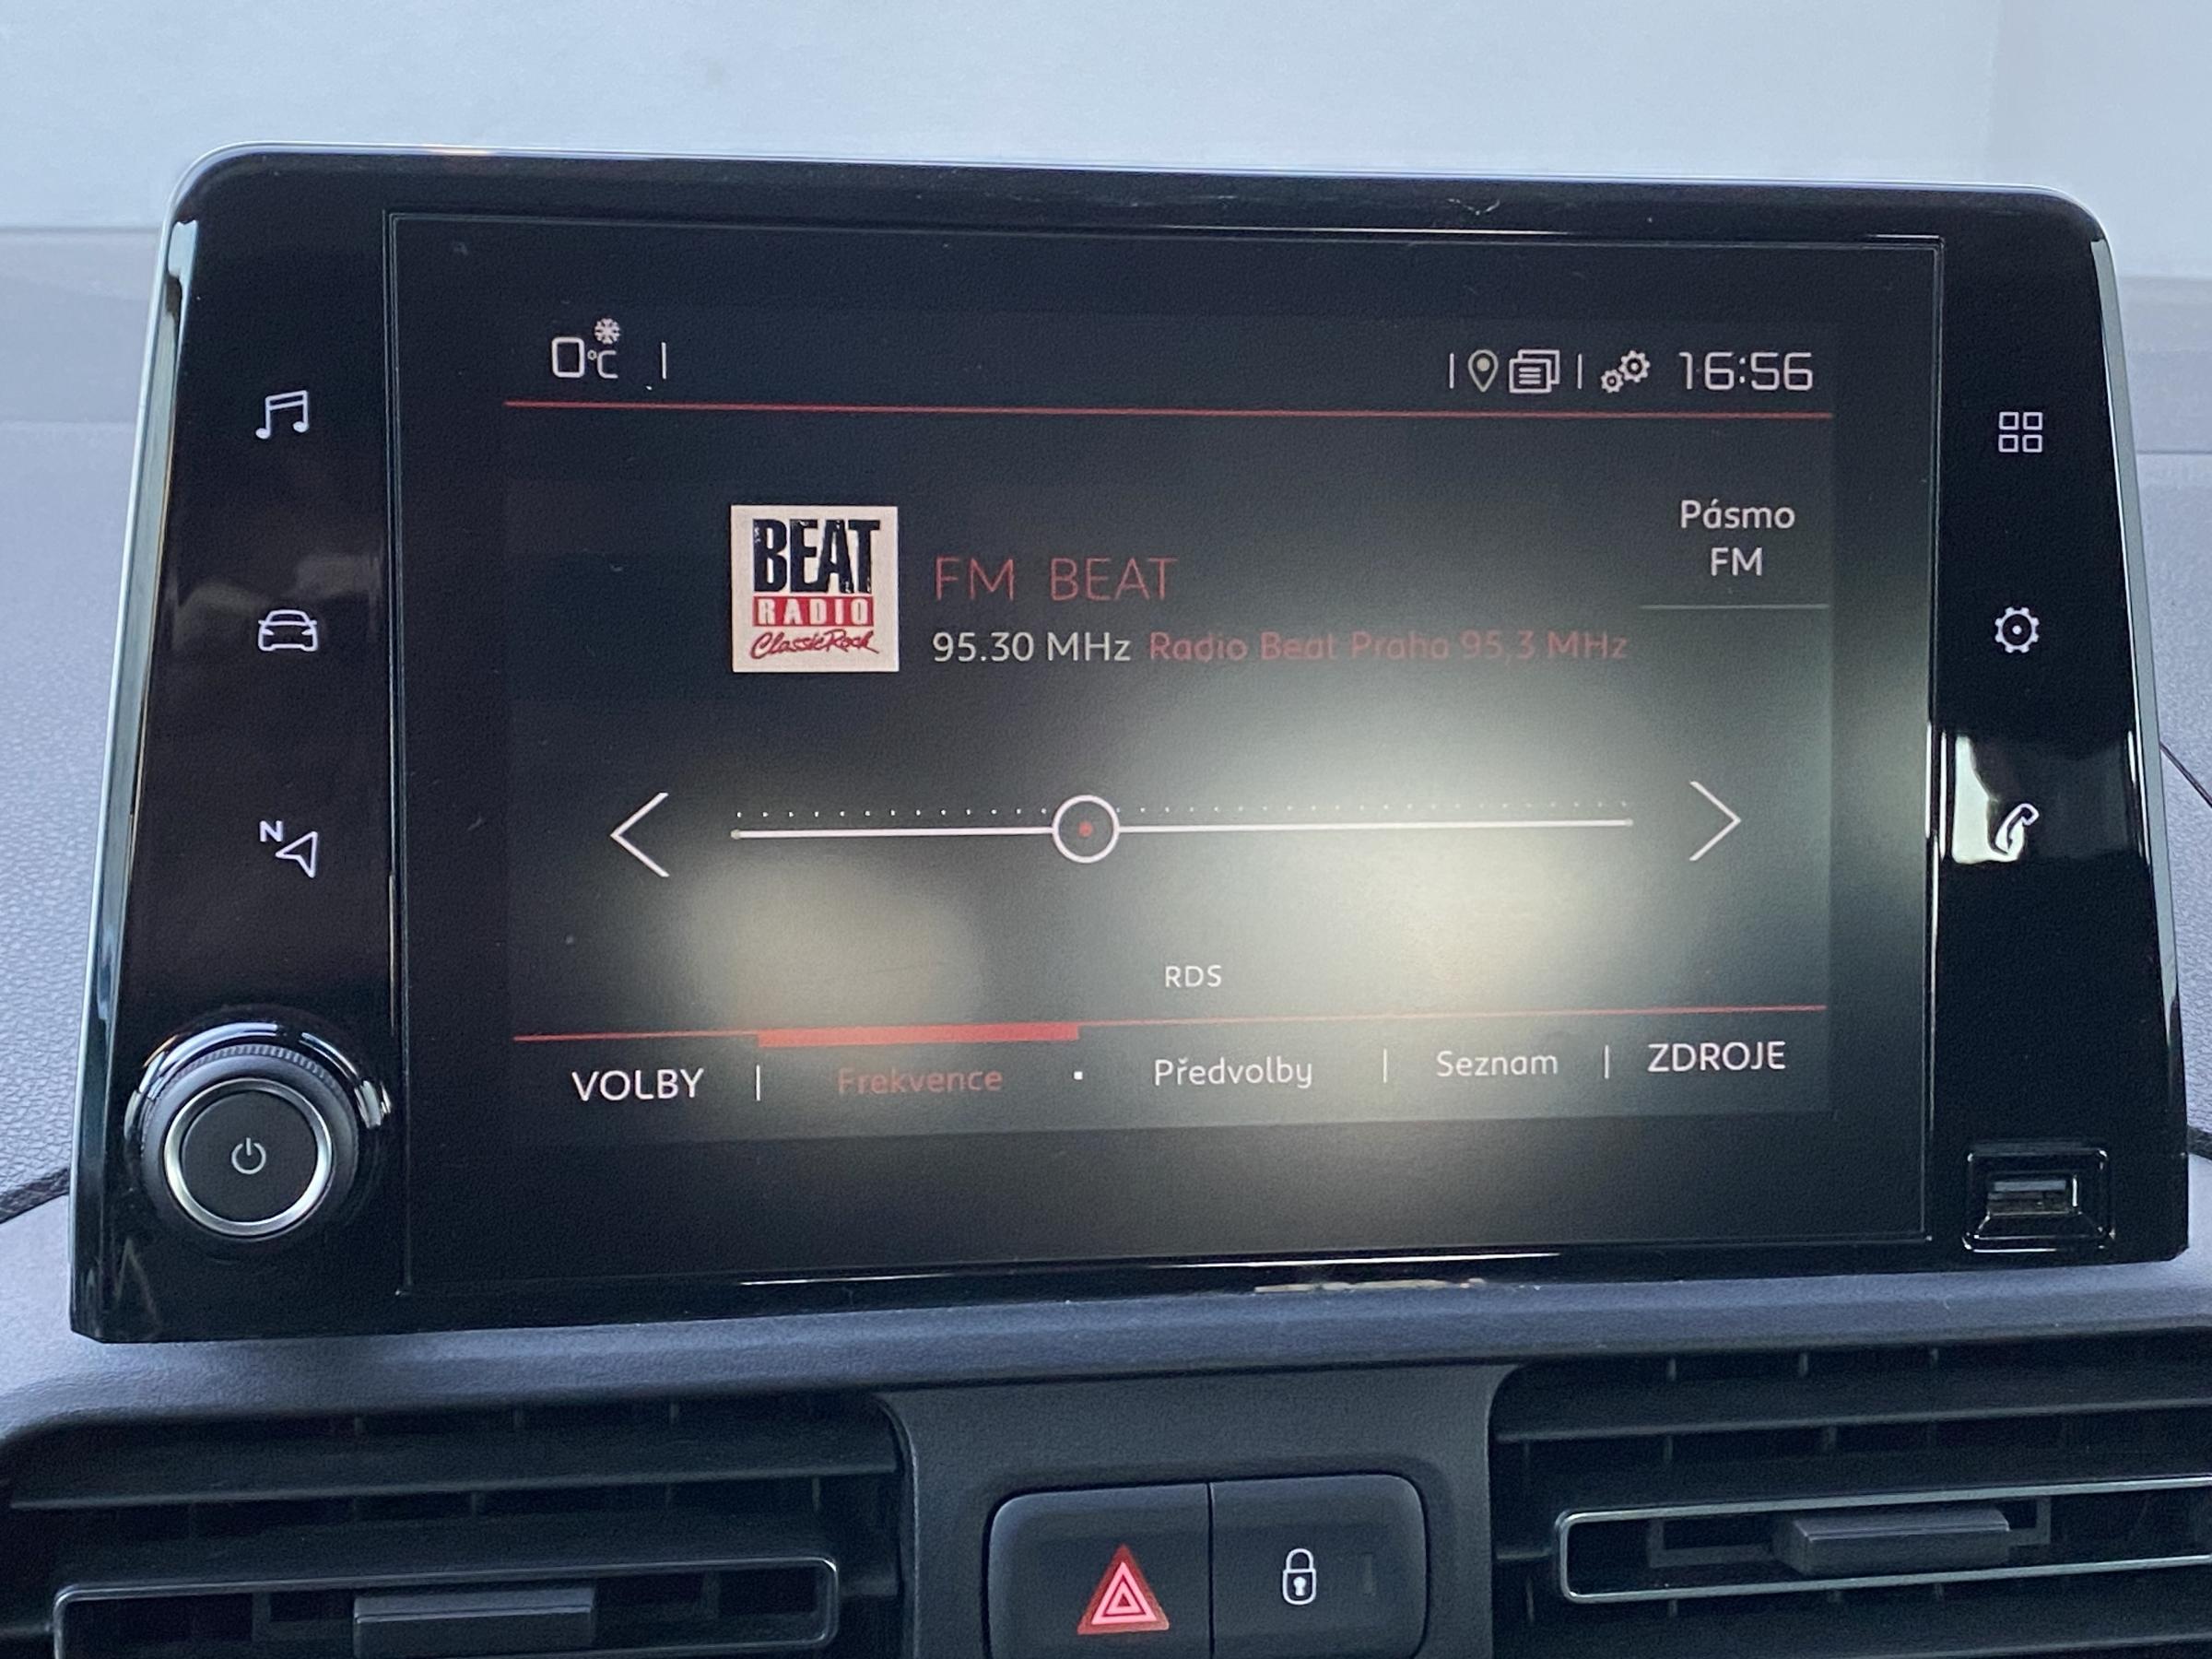 0°C
16:56
Pásmo
FM
BEAT
RADIO
Classic Rock
FM BEAT
95.30 MHz Radio Beat Praha 95,3 MHz
N
RDS
VOLBY | Frekvence · Předvolby | Seznam | ZDROJE